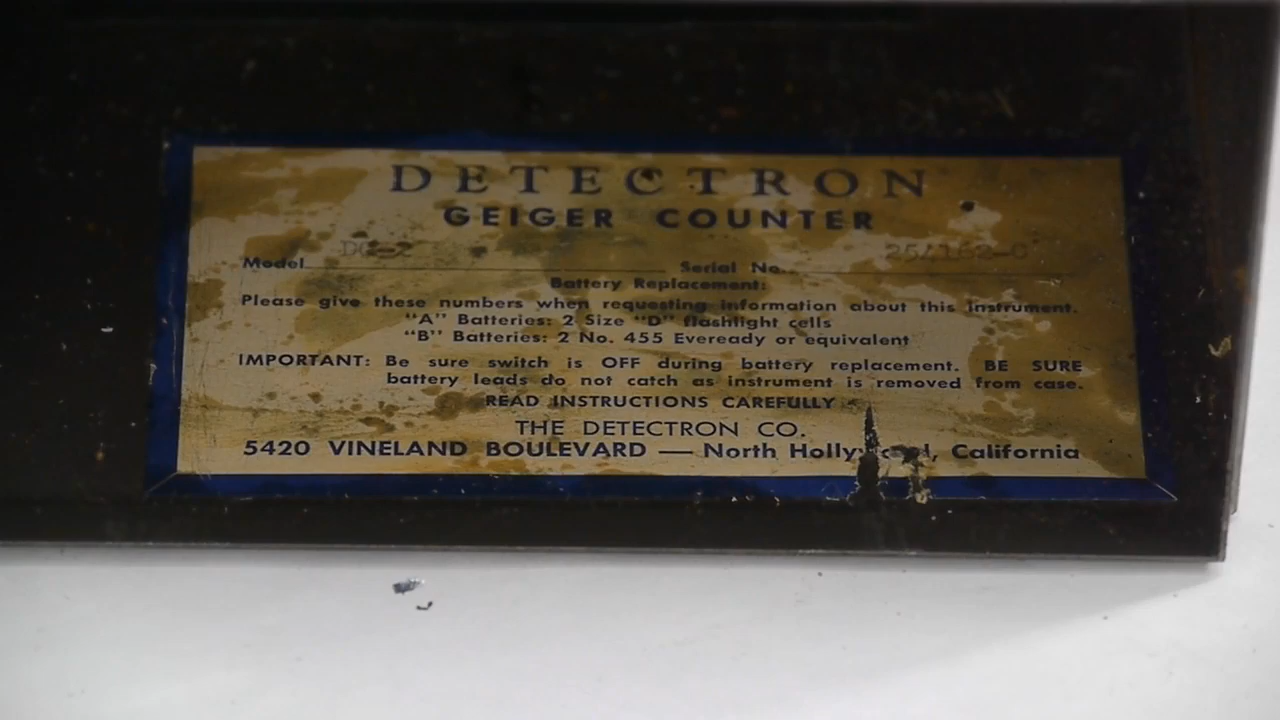 DETECTRON
GEIGER COUNTER
Model DG-2 Serial No.
Battery Replacement:
Please give these numbers when requesting information about this instrument.
“A” Batteries: 2 Size “D” flashlight cells
“B” Batteries: 2 No. 455 Eveready or equivalent
IMPORTANT: Be sure switch is OFF during battery replacement. BE SURE
battery leads do not catch as instrument is removed from case.
READ INSTRUCTIONS CAREFULLY
THE DETECTRON CO.
5420 VINELAND BOULEVARD — North Hollywood, California